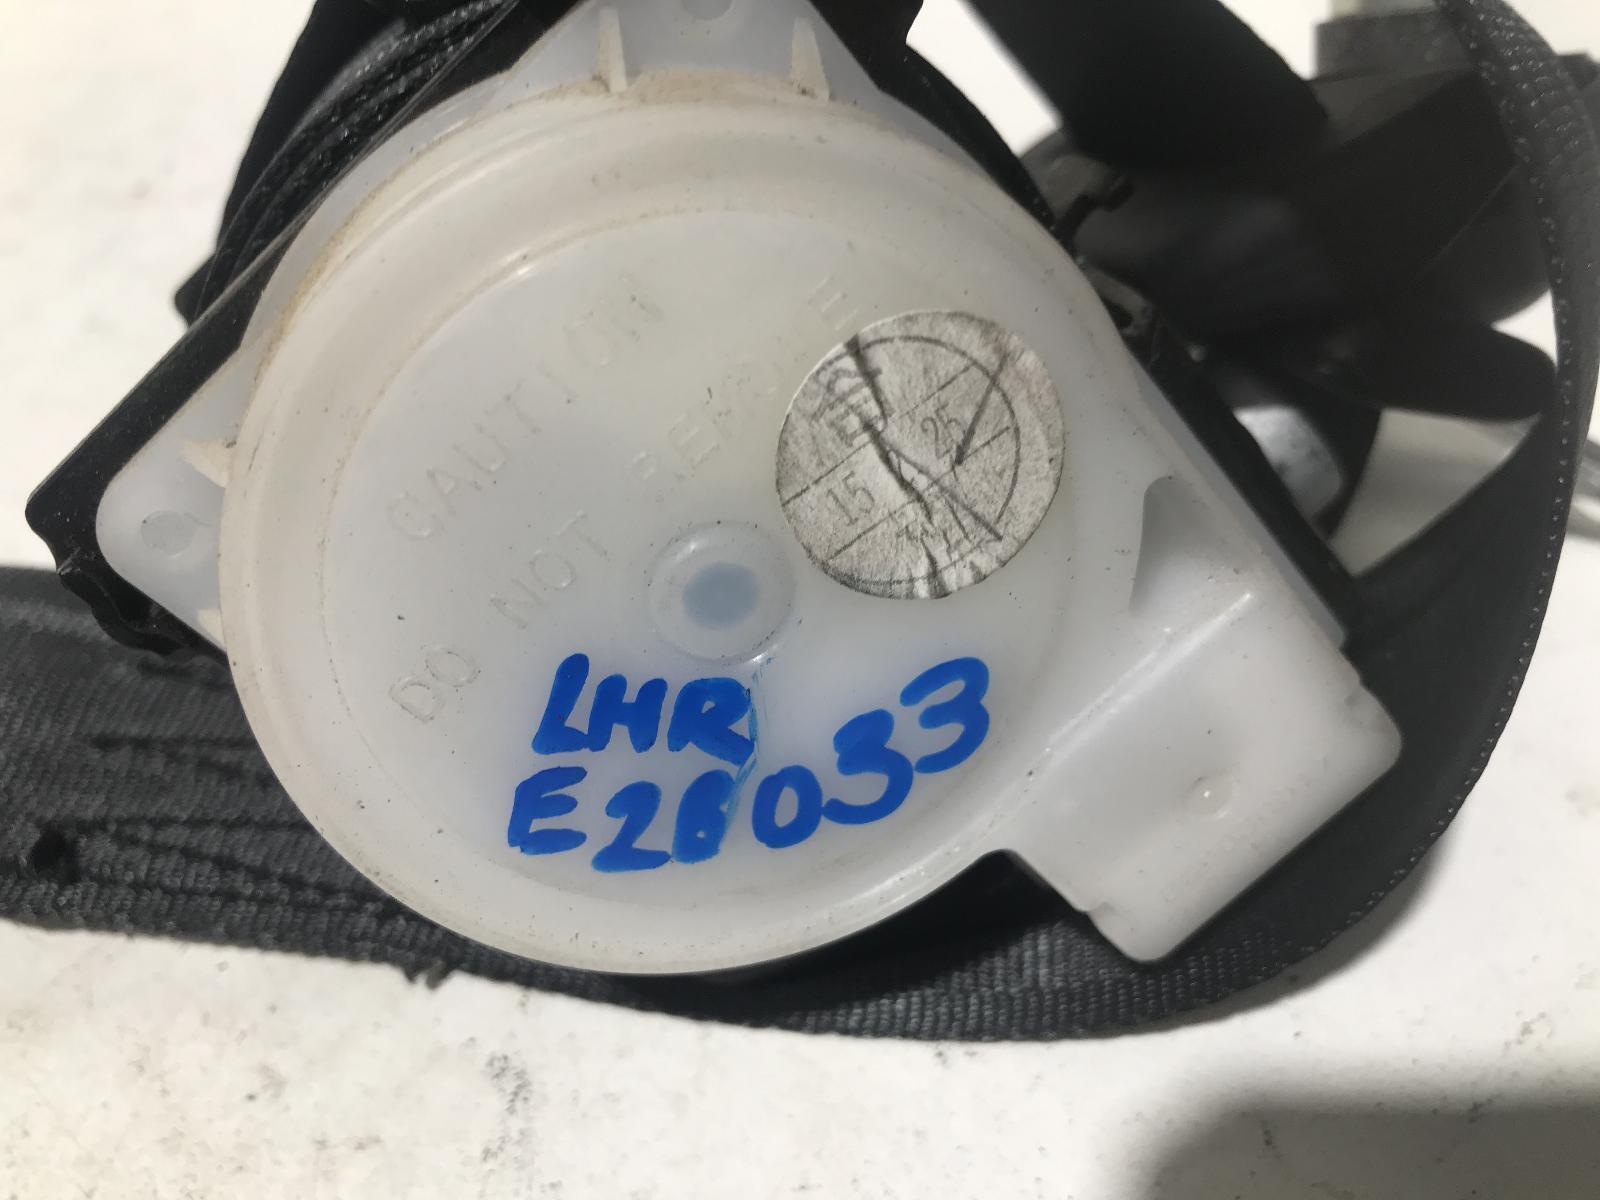 CAUTION
DO NOT REMOVE
25
15
LHR
E26033